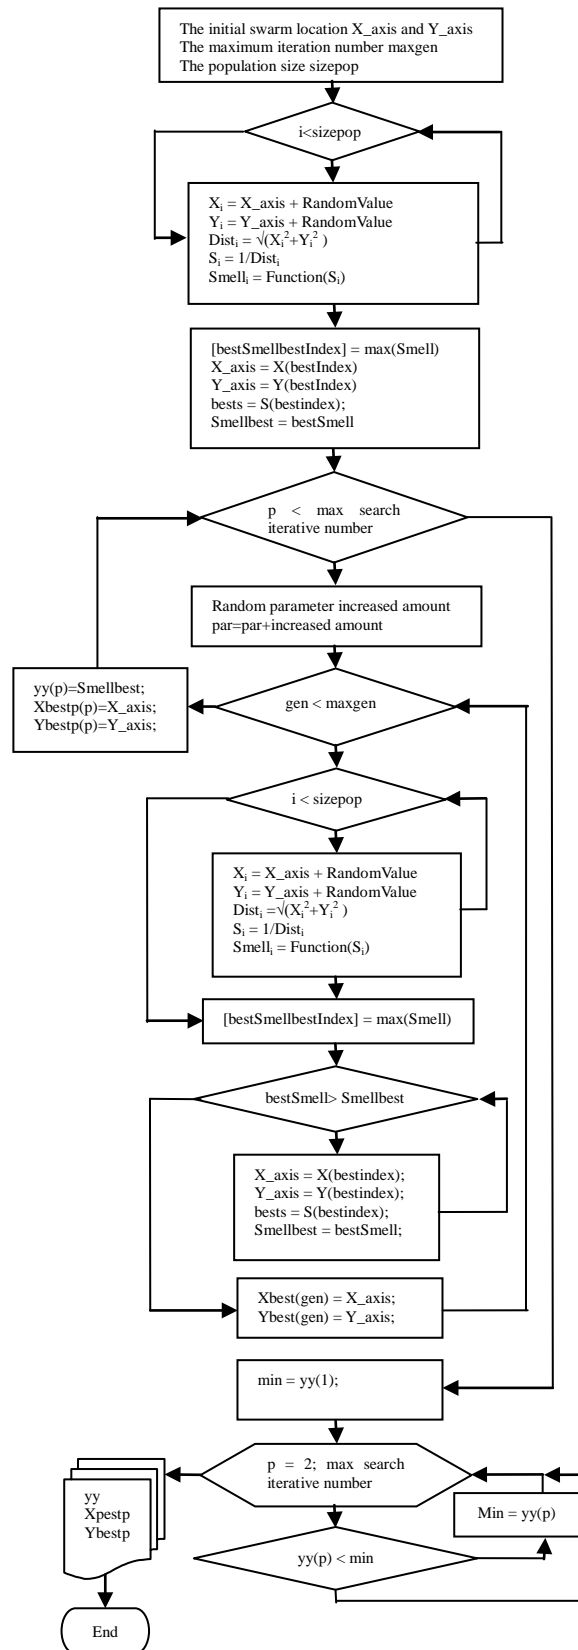 The initial swarm location X_axis and Y_axis
The maximum iteration number maxgen
The population size sizepop
i<sizepop
Xᵢ = X_axis + RandomValue
Yᵢ = Y_axis + RandomValue
Distᵢ = √(Xᵢ²+Yᵢ² )
Sᵢ = 1/Distᵢ
Smellᵢ = Function(Sᵢ)
[bestSmellbestIndex] = max(Smell)
X_axis = X(bestIndex)
Y_axis = Y(bestIndex)
bests = S(bestindex);
Smellbest = bestSmell
p < max search
iterative number
Random parameter increased amount
par=par+increased amount
yy(p)=Smellbest;
Xbestp(p)=X_axis;
Ybestp(p)=Y_axis;
gen < maxgen
i < sizepop
Xᵢ = X_axis + RandomValue
Yᵢ = Y_axis + RandomValue
Distᵢ =√(Xᵢ²+Yᵢ² )
Sᵢ = 1/Distᵢ
Smellᵢ = Function(Sᵢ)
[bestSmellbestIndex] = max(Smell)
bestSmell> Smellbest
X_axis = X(bestindex);
Y_axis = Y(bestindex);
bests = S(bestindex);
Smellbest = bestSmell;
Xbest(gen) = X_axis;
Ybest(gen) = Y_axis;
min = yy(1);
p = 2; max search
iterative number
yy
Xpestp
Ybestp
Min = yy(p)
yy(p) < min
End